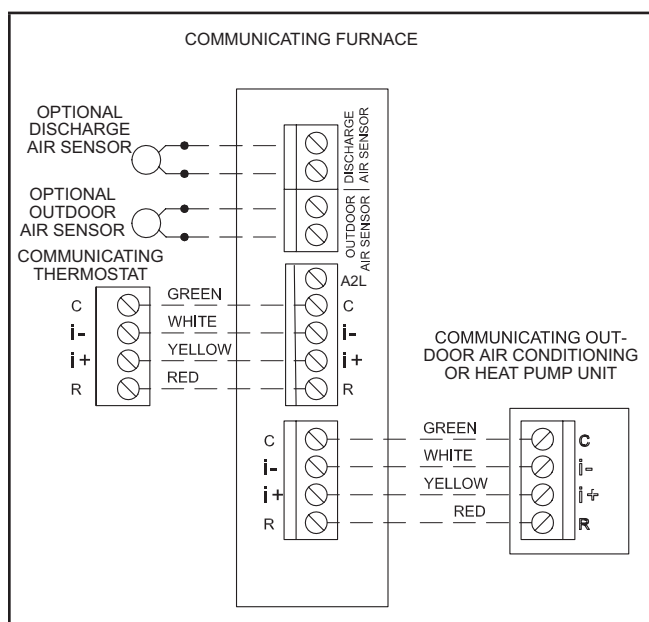 COMMUNICATING FURNACE
OPTIONAL
DISCHARGE
AIR SENSOR
DISCHARGE
AIR SENSOR
OPTIONAL
OUTDOOR
AIR SENSOR
OUTDOOR
AIR SENSOR
COMMUNICATING
THERMOSTAT
A2L
C GREEN C
i- WHITE i-
i+ YELLOW i+
R RED R
COMMUNICATING OUT-
DOOR AIR CONDITIONING
OR HEAT PUMP UNIT
C GREEN C
i- WHITE i-
i+ YELLOW i+
R RED R